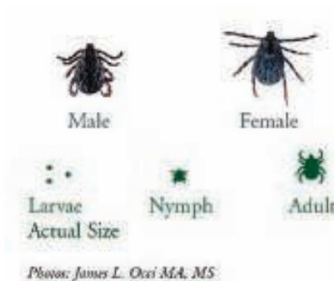 Male Female
Larvae Nymph Adult
Actual Size
Photos: James L. Occi MA, MS